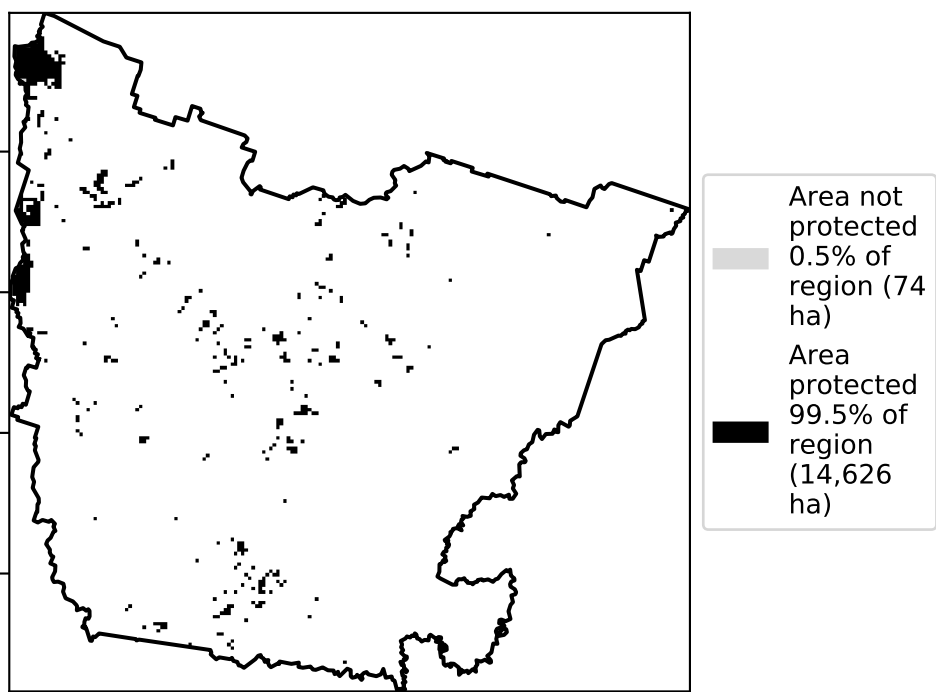 Area not
protected
0.5% of
region (74
ha)
Area
protected
99.5% of
region
(14,626
ha)